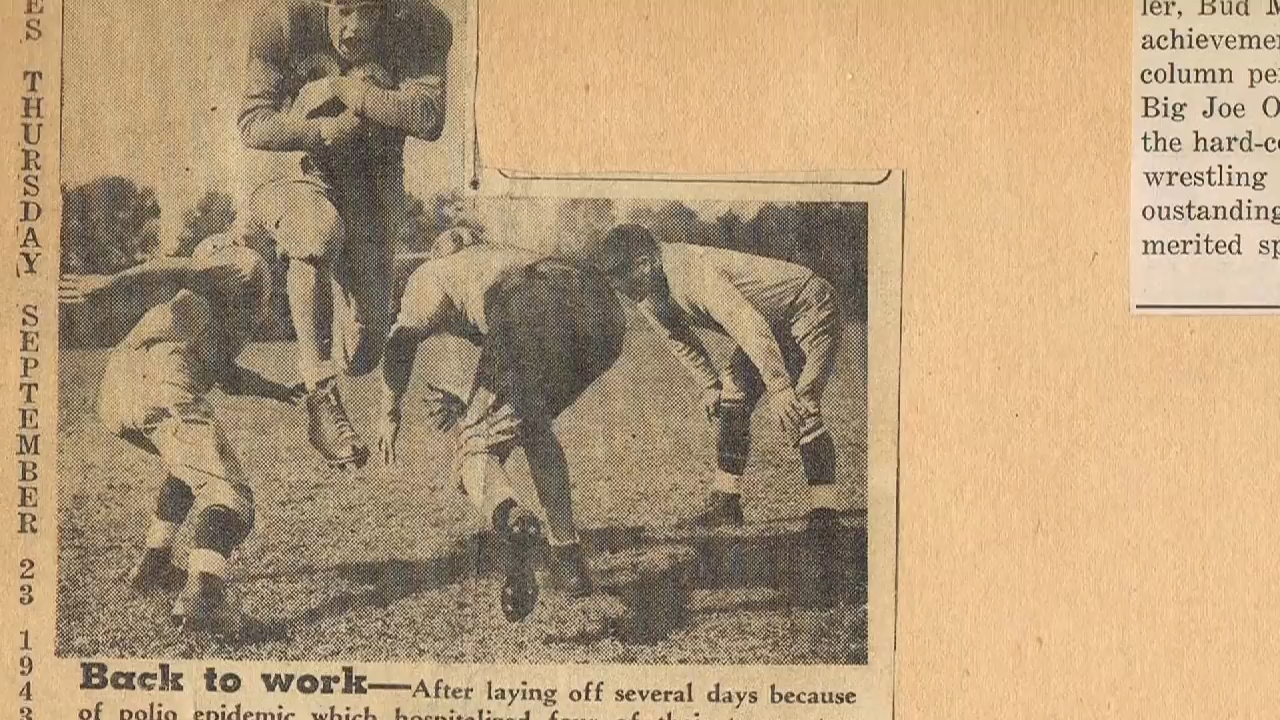 ES THURSDAY SEPTEMBER 23 1943
ler, Bud M
achievemen
column pe
Big Joe O
the hard-c
wrestling
oustanding
merited sp
Back to work—After laying off several days because
of polio epidemic which hospitalized four of their